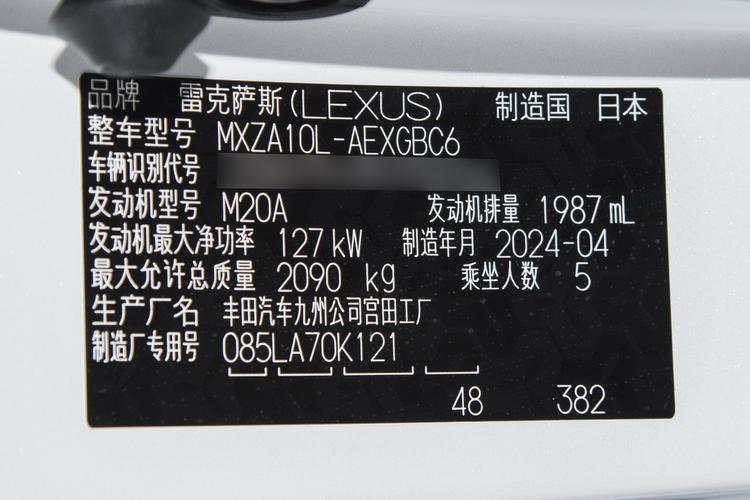 品牌 雷克萨斯(LEXUS) 制造国 日本
整车型号 MXZA10L-AEXGBC6
车辆识别代号
发动机型号 M20A 发动机排量 1987 mL
发动机最大净功率 127 kW 制造年月 2024-04
最大允许总质量 2090 kg 乘坐人数 5
生产厂名 丰田汽车九州公司宫田工厂
制造厂专用号 085LA70K121
48 382